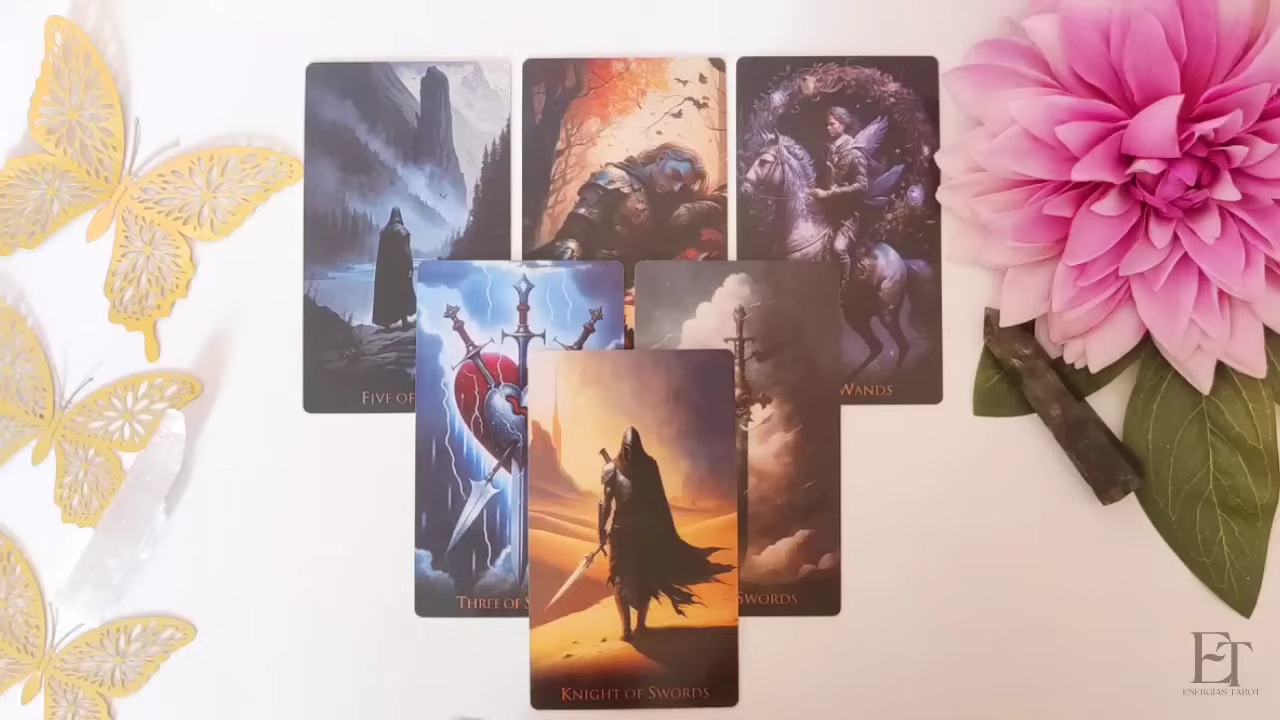 FIVE OF
WANDS
THREE OF
SWORDS
KNIGHT OF SWORDS
ET
ENERGIAS TAROT